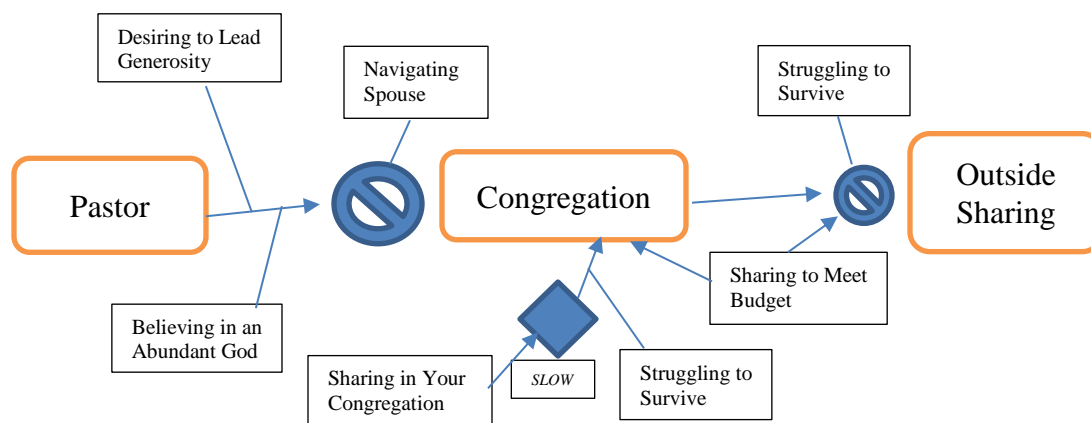 Desiring to Lead
Generosity
Navigating
Spouse
Struggling to
Survive
Pastor
Congregation
Outside
Sharing
Sharing to Meet
Budget
Believing in an
Abundant God
Sharing in Your
Congregation
SLOW
Struggling to
Survive